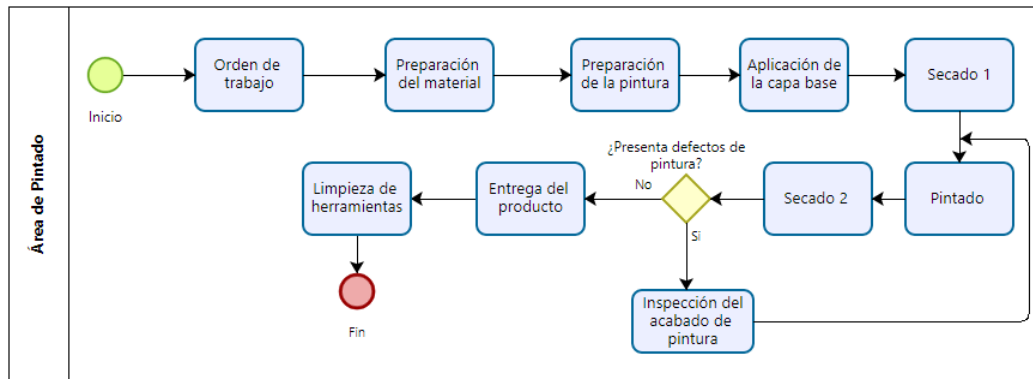 Área de Pintado
Inicio
Orden de
trabajo
Preparación
del material
Preparación
de la pintura
Aplicación de
la capa base
Secado 1
Pintado
Secado 2
¿Presenta defectos de
pintura?
No
Si
Inspección del
acabado de
pintura
Entrega del
producto
Limpieza de
herramientas
Fin